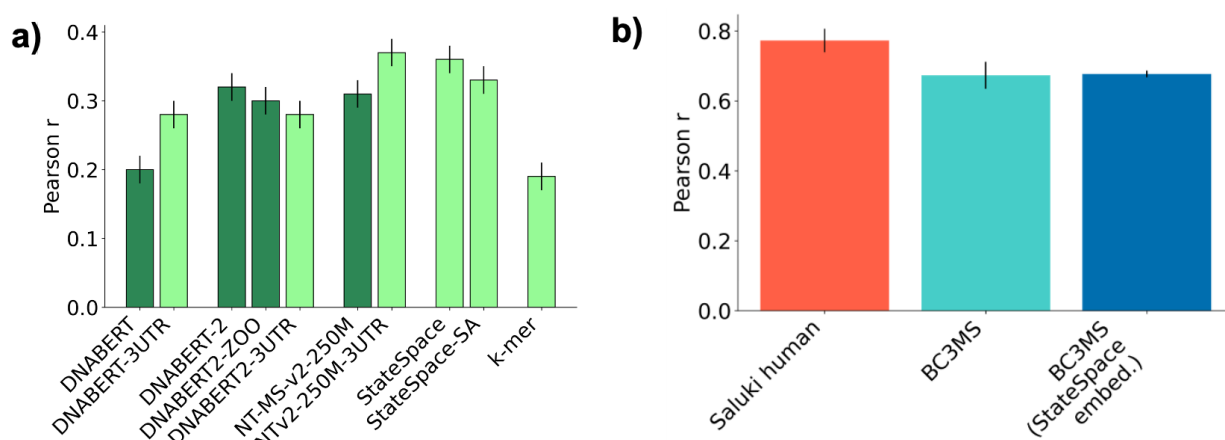 a)
Pearson r
0.4
0.3
0.2
0.1
0.0
DNABERT
DNABERT-3UTR
DNABERT-2
DNABERT2-ZOO
DNABERT2-3UTR
NT-MS-v2-250M
NTv2-250M-3UTR
StateSpace
StateSpace-SA
k-mer
b)
Pearson r
0.8
0.6
0.4
0.2
0.0
Saluki human
BC3MS
BC3MS
(StateSpace
embed.)